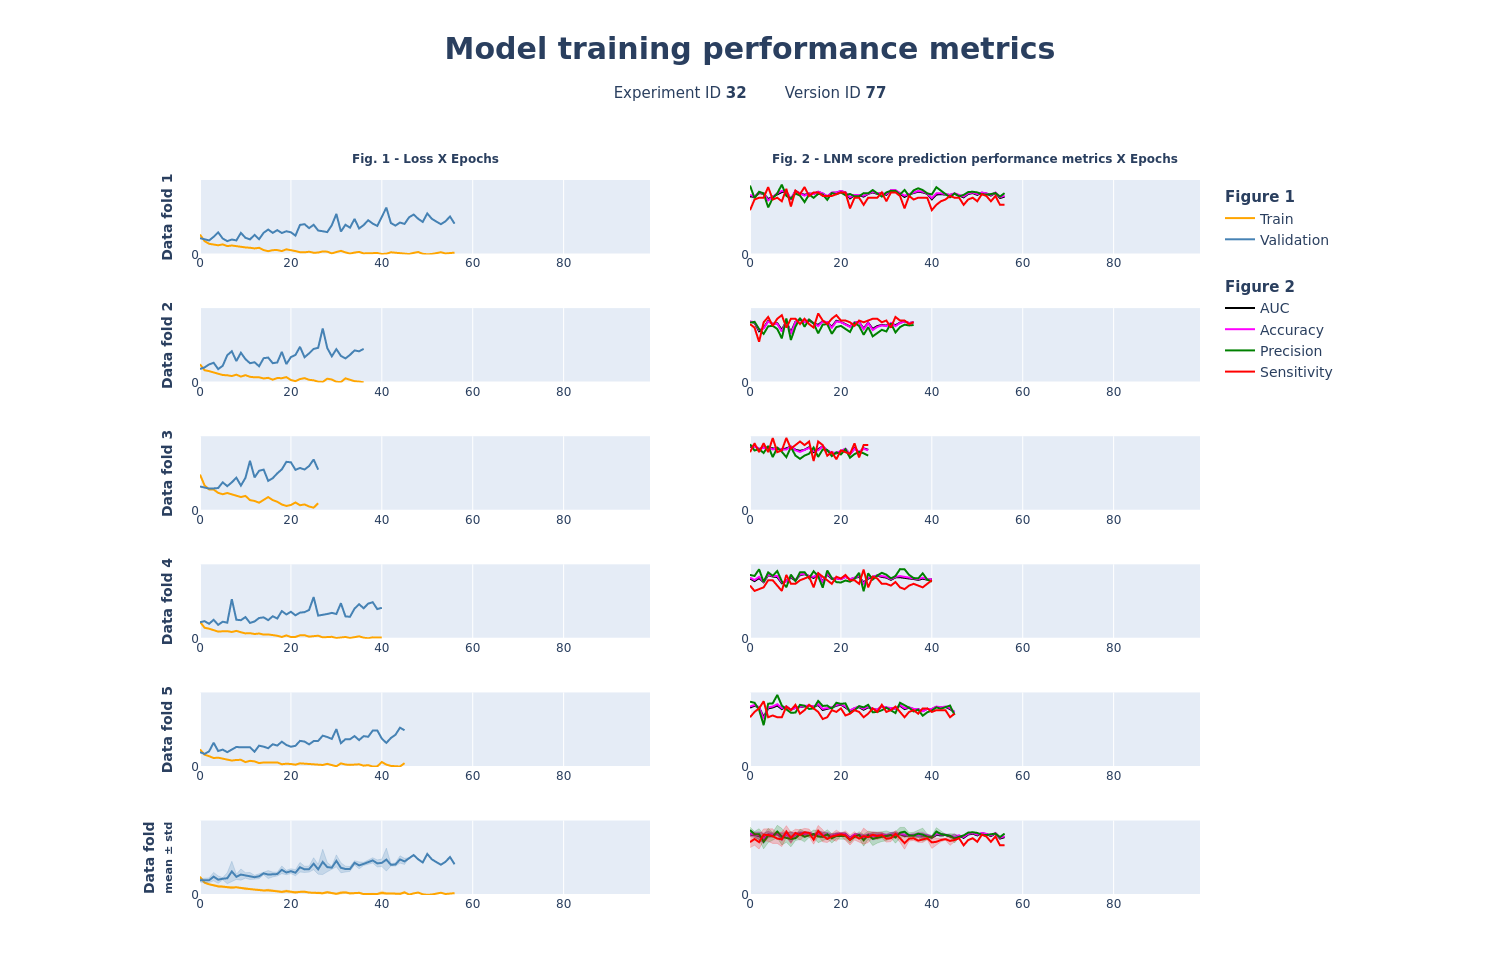 Model training performance metrics
Experiment ID 32 Version ID 77
Fig. 1 - Loss X Epochs
Fig. 2 - LNM score prediction performance metrics X Epochs
Data fold 1
0
0 20 40 60 80
0
0 20 40 60 80
Data fold 2
0
0 20 40 60 80
0
0 20 40 60 80
Data fold 3
0
0 20 40 60 80
0
0 20 40 60 80
Data fold 4
0
0 20 40 60 80
0
0 20 40 60 80
Data fold 5
0
0 20 40 60 80
0
0 20 40 60 80
Data fold
mean ± std
0
0 20 40 60 80
0
0 20 40 60 80
Figure 1
Train
Validation
Figure 2
AUC
Accuracy
Precision
Sensitivity